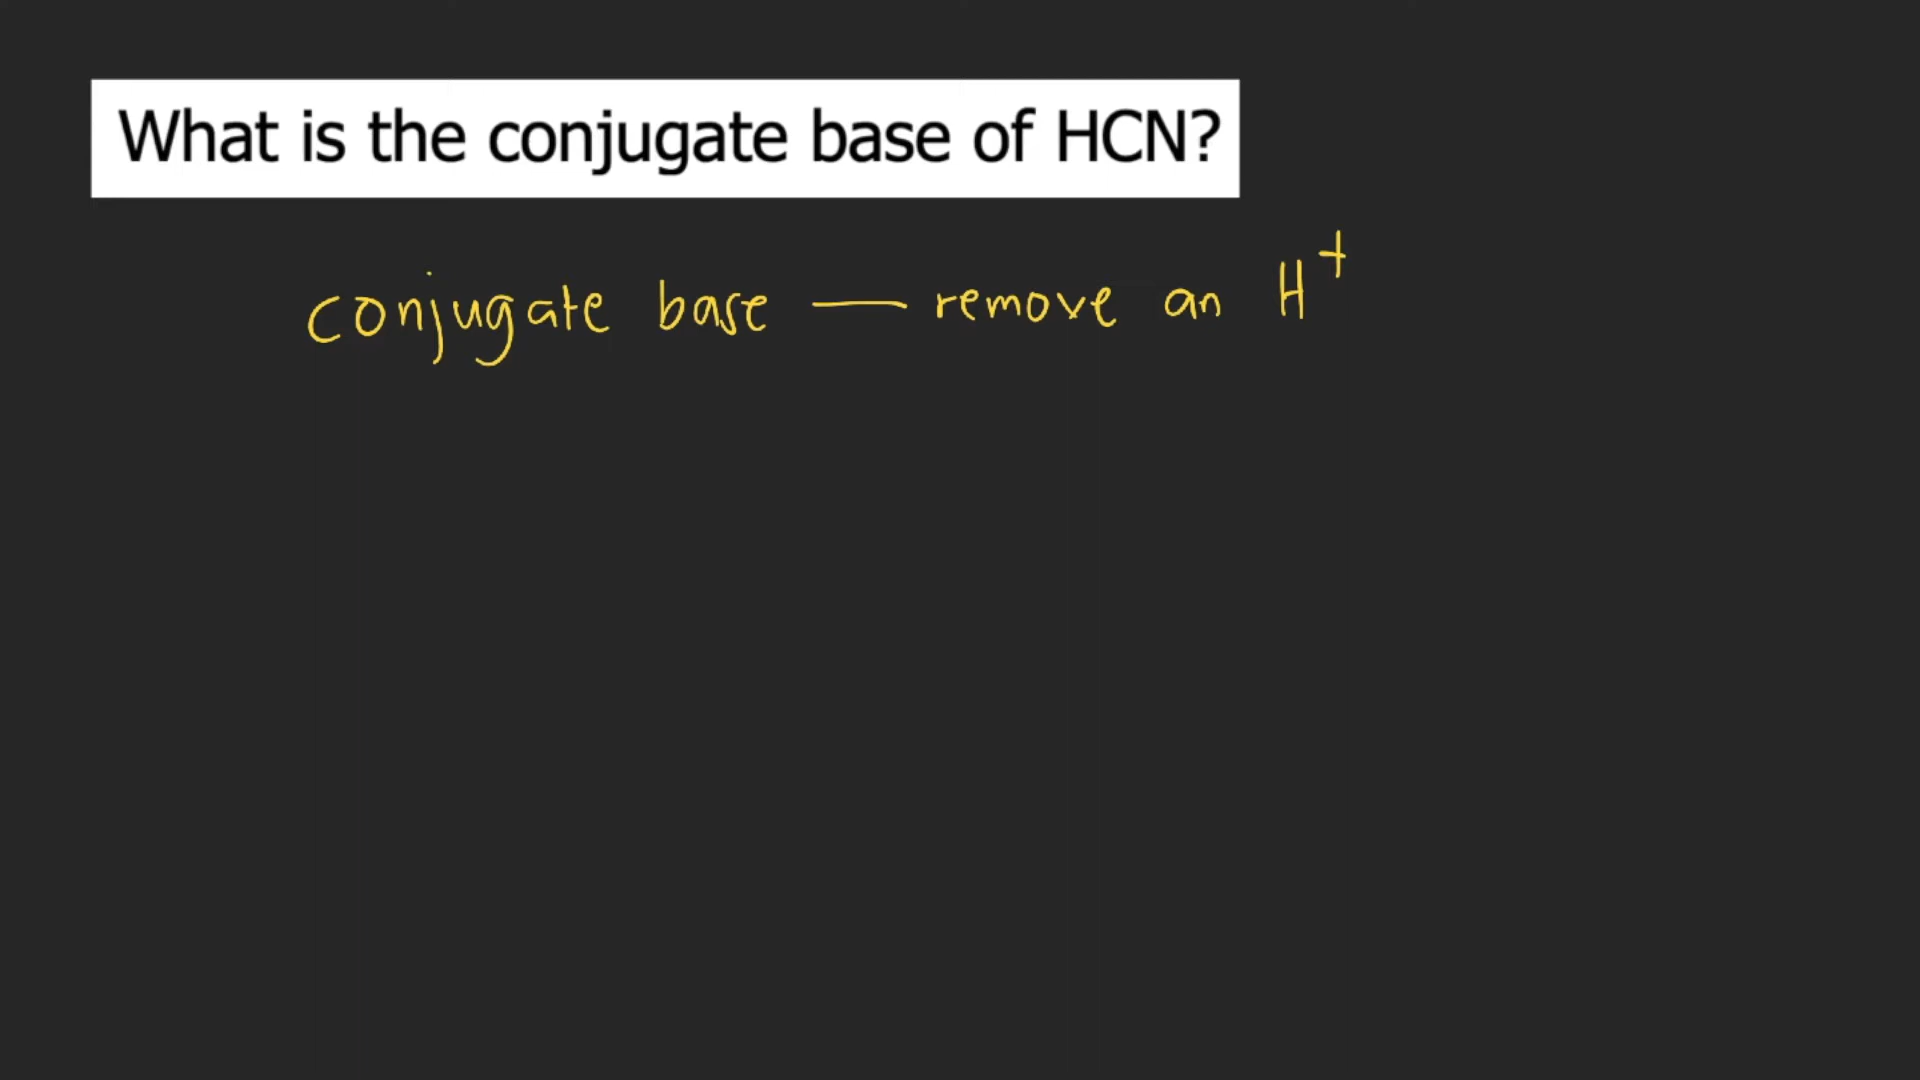 What is the conjugate base of HCN?
conjugate base — remove an H⁺